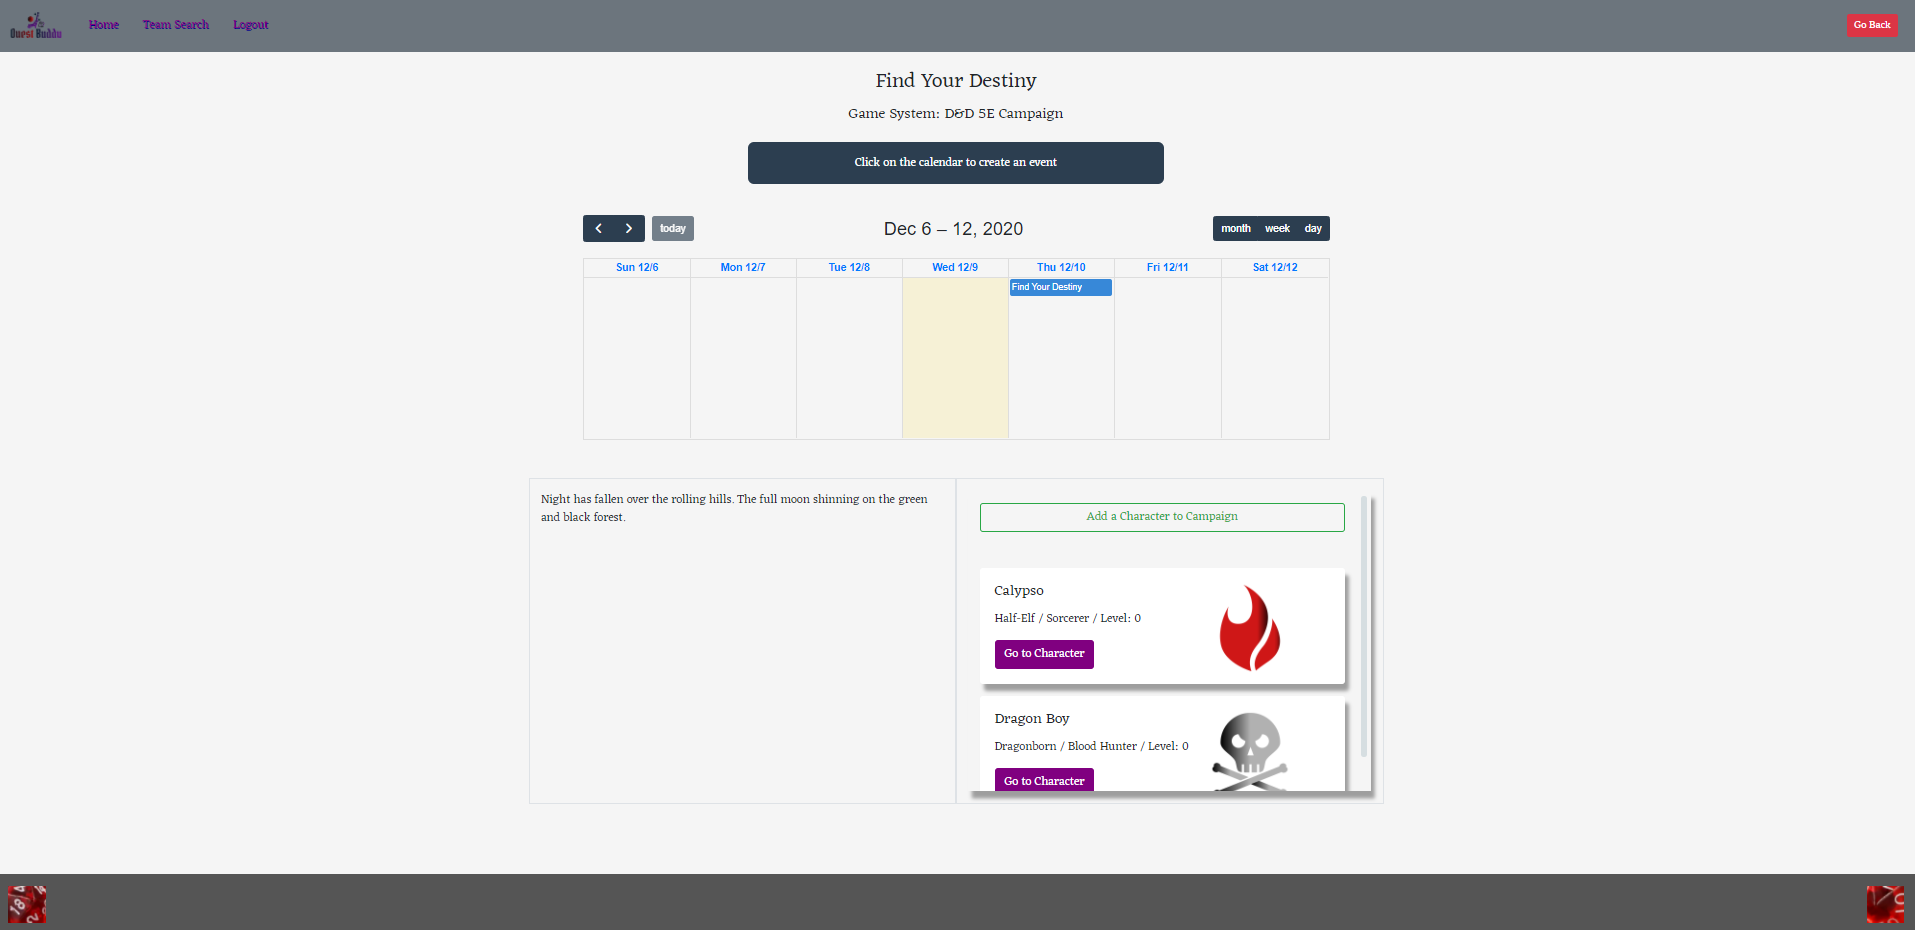 Quest Buddy
Home Team Search Logout
Go Back
Find Your Destiny
Game System: D&D 5E Campaign
Click on the calendar to create an event
today
Dec 6 – 12, 2020
month week day
Sun 12/6 Mon 12/7 Tue 12/8 Wed 12/9 Thu 12/10 Fri 12/11 Sat 12/12
Find Your Destiny
Night has fallen over the rolling hills. The full moon shinning on the green
and black forest.
Add a Character to Campaign
Calypso
Half-Elf / Sorcerer / Level: 0
Go to Character
Dragon Boy
Dragonborn / Blood Hunter / Level: 0
Go to Character
18